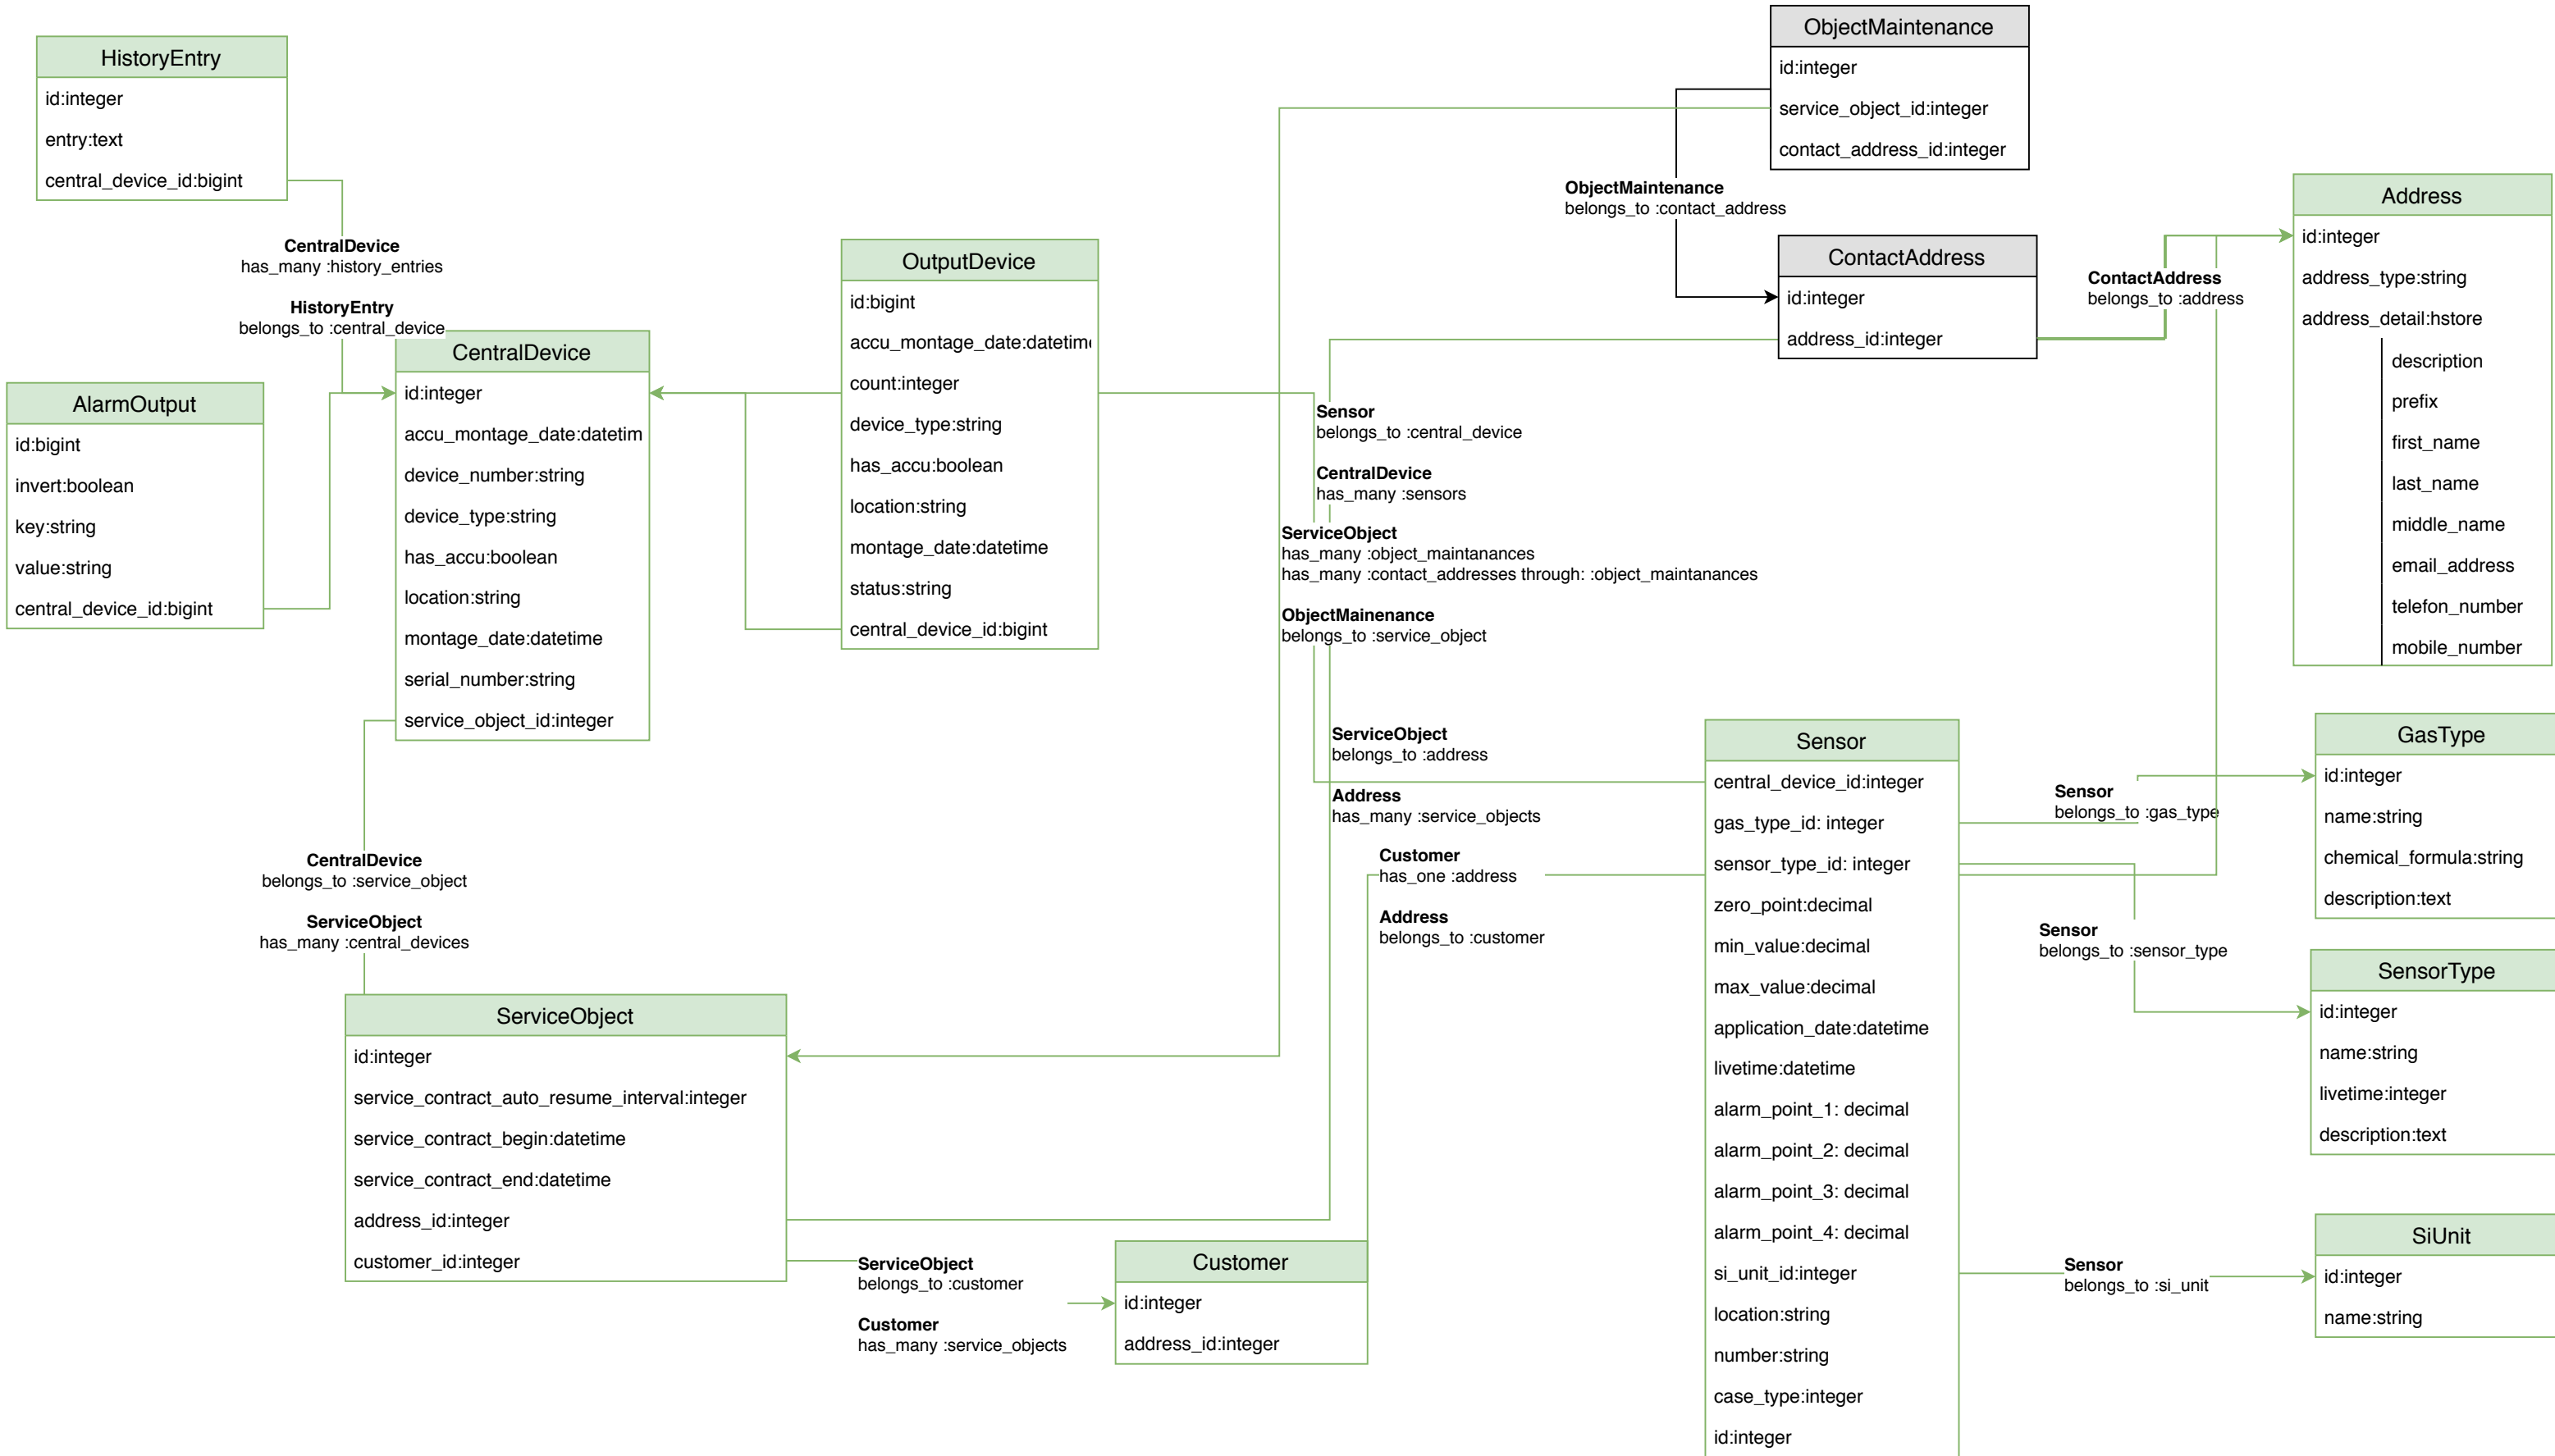 HistoryEntry
id:integer
entry:text
central_device_id:bigint
CentralDevice
has_many :history_entries
HistoryEntry
belongs_to :central_device
AlarmOutput
id:bigint
invert:boolean
key:string
value:string
central_device_id:bigint
CentralDevice
id:integer
accu_montage_date:datetim
device_number:string
device_type:string
has_accu:boolean
location:string
montage_date:datetime
serial_number:string
service_object_id:integer
CentralDevice
belongs_to :service_object
ServiceObject
has_many :central_devices
ServiceObject
id:integer
service_contract_auto_resume_interval:integer
service_contract_begin:datetime
service_contract_end:datetime
address_id:integer
customer_id:integer
OutputDevice
id:bigint
accu_montage_date:datetim
count:integer
device_type:string
has_accu:boolean
location:string
montage_date:datetime
status:string
central_device_id:bigint
ServiceObject
belongs_to :customer
Customer
has_many :service_objects
Customer
id:integer
address_id:integer
ObjectMaintenance
id:integer
service_object_id:integer
contact_address_id:integer
ObjectMaintenance
belongs_to :contact_address
ContactAddress
id:integer
address_id:integer
ContactAddress
belongs_to :address
Sensor
belongs_to :central_device
CentralDevice
has_many :sensors
ServiceObject
has_many :object_maintanances
has_many :contact_addresses through: :object_maintanances
ObjectMainenance
belongs_to :service_object
ServiceObject
belongs_to :address
Address
has_many :service_objects
Customer
has_one :address
Address
belongs_to :customer
Sensor
central_device_id:integer
gas_type_id: integer
sensor_type_id: integer
zero_point:decimal
min_value:decimal
max_value:decimal
application_date:datetime
livetime:datetime
alarm_point_1: decimal
alarm_point_2: decimal
alarm_point_3: decimal
alarm_point_4: decimal
si_unit_id:integer
location:string
number:string
case_type:integer
id:integer
Address
id:integer
address_type:string
address_detail:hstore
description
prefix
first_name
last_name
middle_name
email_address
telefon_number
mobile_number
Sensor
belongs_to :gas_type
GasType
id:integer
name:string
chemical_formula:string
description:text
Sensor
belongs_to :sensor_type
SensorType
id:integer
name:string
livetime:integer
description:text
Sensor
belongs_to :si_unit
SiUnit
id:integer
name:string